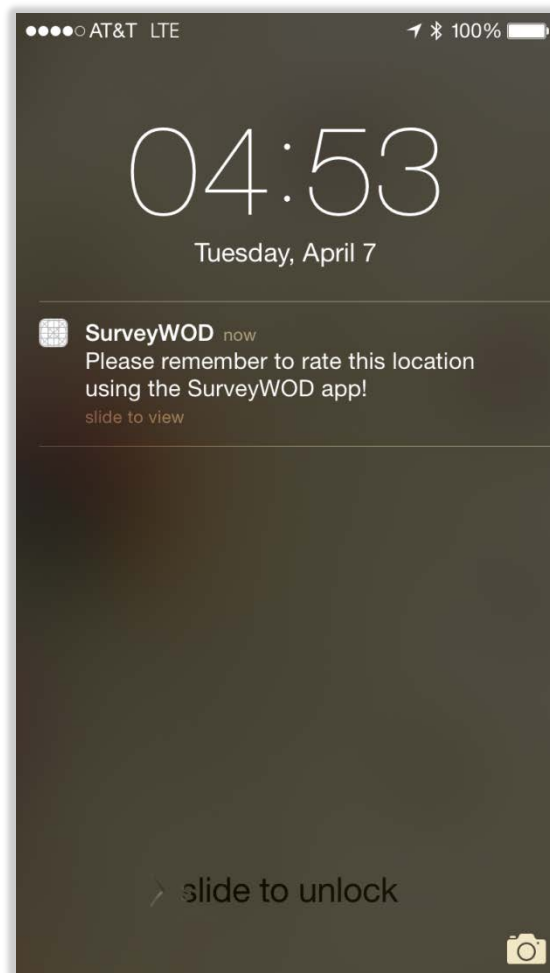 AT&T LTE 100%
04:53
Tuesday, April 7
SurveyWOD now
Please remember to rate this location
using the SurveyWOD app!
slide to view
slide to unlock